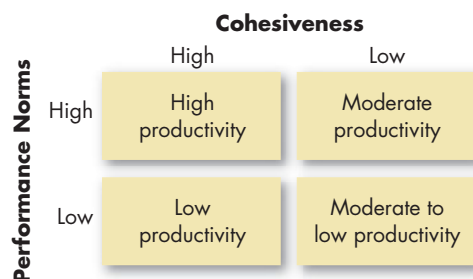 Cohesiveness
High
Low
Performance Norms
High
High
productivity
Moderate
productivity
Low
Low
productivity
Moderate to
low productivity